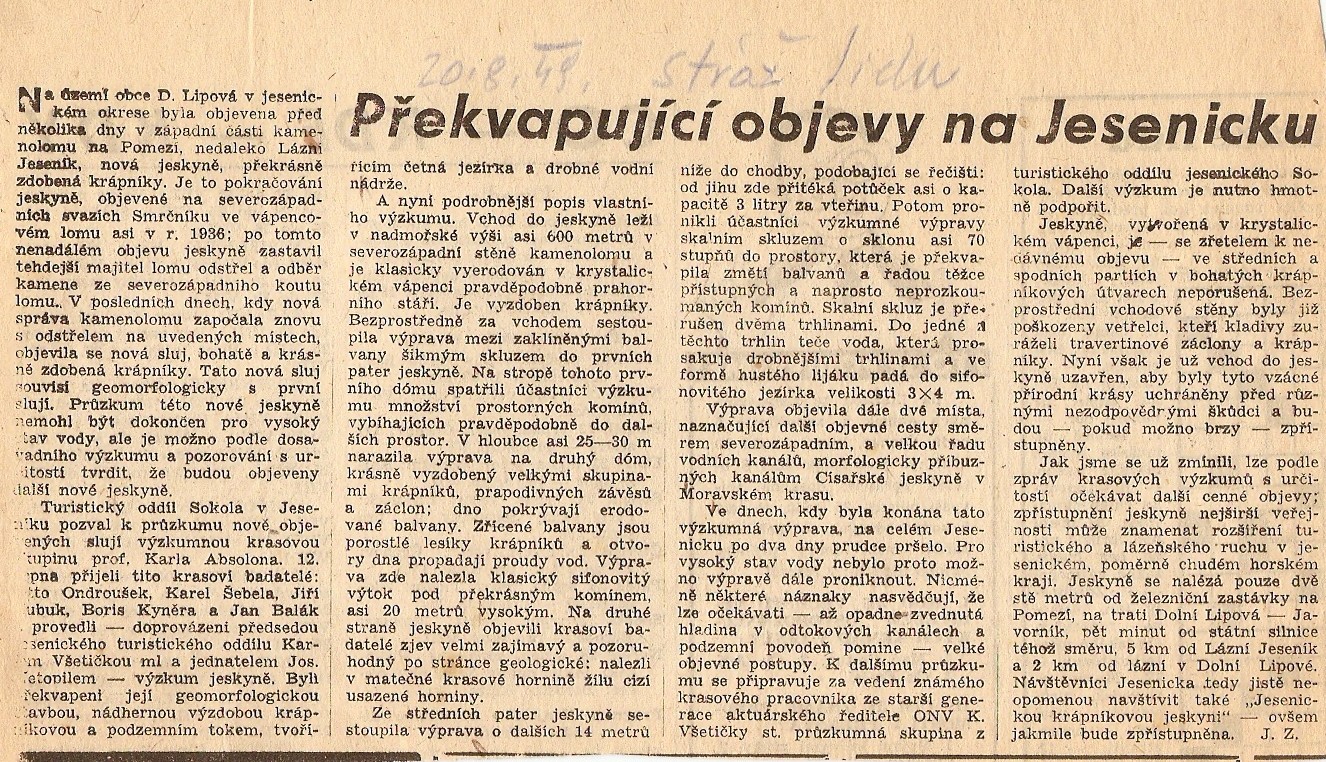 20.8.49. Stráž lidu
Překvapující objevy na Jesenicku
Na území obce D. Lipová v jesenic-
kém okrese byla objevena před
několika dny v západní části kame-
nolomu na Pomezí, nedaleko Lázní
Jeseník, nová jeskyně, překrásně
zdobená krápníky. Je to pokračování
jeskyně, objevené na severozápad-
ních svazích Smrčníku ve vápenco-
vém lomu asi v r. 1936; po tomto
nenadálém objevu jeskyně zastavil
tehdejší majitel lomu odstřel a odběr
kamene ze severozápadního koutu
lomu. V posledních dnech, kdy nová
správa kamenolomu započala znovu
s odstřelem na uvedených místech,
objevila se nová sluj, bohatě a krás-
ně zdobená krápníky. Tato nová sluj
souvisí geomorfologicky s první
slují. Průzkum této nové jeskyně
nemohl být dokončen pro vysoký
stav vody, ale je možno podle dosa-
vadního výzkumu a pozorování s ur-
čitostí tvrdit, že budou objeveny
další nové jeskyně.
Turistický oddíl Sokola v Jese-
níku pozval k průzkumu nově obje-
ených slují výzkumnou krasovou
kupinu prof. Karla Absolona. 12.
pna přijeli tito krasoví badatelé:
to Ondroušek, Karel Šebela, Jiří
ubuk, Boris Kyněra a Jan Balák
provedli — doprovázeni předsedou
senického turistického oddílu Kar-
m Všetičkou ml a jednatelem Jos.
etopilem — výzkum jeskyně. Byli
řekvapeni její geomorfologickou
tavbou, nádhernou výzdobou kráp-
níkovou a podzemním tokem, tvoří-
řícím četná jezírka a drobné vodní
nádrže.
A nyní podrobnější popis vlastní-
ho výzkumu. Vchod do jeskyně leží
v nadmořské výši asi 600 metrů v
severozápadní stěně kamenolomu a
je klasicky vyerodován v krystalic-
kém vápenci pravděpodobně prahor-
ního stáří. Je vyzdoben krápníky.
Bezprostředně za vchodem sestou-
pila výprava mezi zaklíněnými bal-
vany šikmým skluzem do prvních
pater jeskyně. Na stropě tohoto prv-
ního dómu spatřili účastníci výzku-
mu množství prostorných komínů,
vybíhajících pravděpodobně do dal-
ších prostor. V hloubce asi 25—30 m
narazila výprava na druhý dóm,
krásně vyzdobený velkými skupina-
mi krápníků, prapodivných závěsů
a záclon; dno pokrývají erodo-
vané balvany. Zřícené balvany jsou
porostlé lesíky krápníků a otvo-
ry dna propadají proudy vod. Výpra-
va zde nalezla klasický sifonovitý
výtok pod překrásným komínem,
asi 20 metrů vysokým. Na druhé
straně jeskyně objevili krasoví ba-
datelé zjev velmi zajímavý a pozoru-
hodný po stránce geologické: nalezli
v matečné krasové hornině žílu cizí
usazené horniny.
Ze středních pater jeskyně se-
stoupila výprava o dalších 14 metrů
níže do chodby, podobající se řečišti:
od jihu zde přitéká potůček asi o ka-
pacitě 3 litry za vteřinu. Potom pro-
nikli účastníci výzkumné výpravy
skalním skluzem o sklonu asi 70
stupňů do prostory, která je překva-
pila změtí balvanů a řadou těžce
přístupných a naprosto neprozkou-
maných komínů. Skalní skluz je pře-
rušen dvěma trhlinami. Do jedné z
těchto trhlin teče voda, která pro-
sakuje drobnějšími trhlinami a ve
formě hustého lijáku padá do sifo-
novitého jezírka velikosti 3×4 m.
Výprava objevila dále dvě místa,
naznačující další objevné cesty smě-
rem severozápadním, a velkou řadu
vodních kanálů, morfologicky příbuz-
ných kanálům Císařské jeskyně v
Moravském krasu.
Ve dnech, kdy byla konána tato
výzkumná výprava, na celém Jese-
nicku po dva dny prudce pršelo. Pro
vysoký stav vody nebylo proto mož-
no výpravě dále proniknout. Nicmé-
ně některé náznaky nasvědčují, že
lze očekávati — až opadne zvednutá
hladina v odtokových kanálech a
podzemní povodeň pomine — velké
objevné postupy. K dalšímu průzku-
mu se připravuje za vedení známého
krasového pracovníka ze starší gene-
race aktuárského ředitele ONV K.
Všetičky st. průzkumná skupina z
turistického oddílu jesenického So-
kola. Další výzkum je nutno hmot-
ně podpořit.
Jeskyně, vytvořená v krystalic-
kém vápenci, je — se zřetelem k ne-
dávnému objevu — ve středních a
spodních partiích v bohatých kráp-
níkových útvarech neporušená. Bez-
prostřední vchodové stěny byly již
poškozeny vetřelci, kteří kladivy zu-
ráželi travertinové záclony a kráp-
níky. Nyní však je už vchod do jes-
kyně uzavřen, aby byly tyto vzácné
přírodní krásy uchráněny před růz-
nými nezodpovědnými škůdci a bu-
dou — pokud možno brzy — zpří-
stupněny.
Jak jsme se už zmínili, lze podle
zpráv krasových výzkumů s urči-
tostí očekávat další cenné objevy;
zpřístupnění jeskyně nejširší veřej-
nosti může znamenat rozšíření tu-
ristického a lázeňského ruchu v je-
senickém, poměrně chudém horském
kraji. Jeskyně se nalézá pouze dvě
stě metrů od železniční zastávky na
Pomezí, na trati Dolní Lipová — Ja-
vorník, pět minut od státní silnice
téhož směru, 5 km od Lázní Jeseník
a 2 km od lázní v Dolní Lipové.
Návštěvníci Jesenicka tedy jistě ne-
opomenou navštívit také „Jesenic-
kou krápníkovou jeskyni“ — ovšem
jakmile bude zpřístupněna. J. Z.